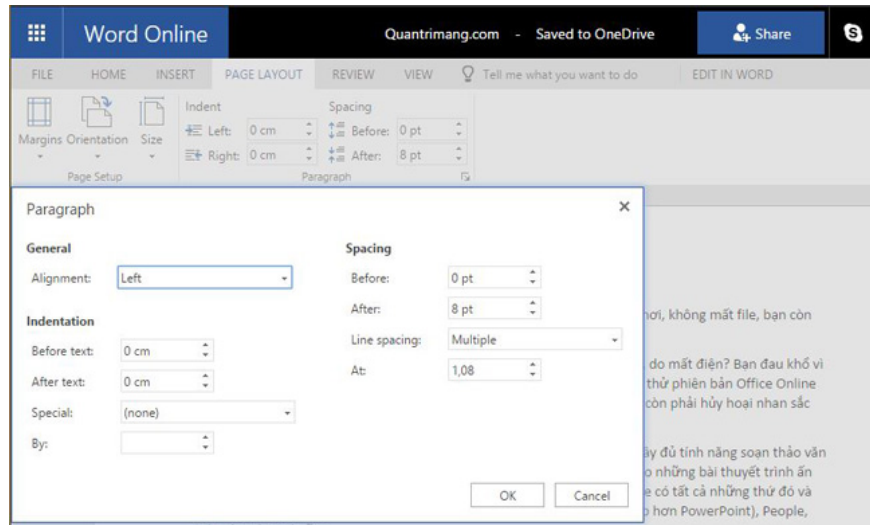 Word Online
Quantrimang.com - Saved to OneDrive
Share
FILE HOME INSERT PAGE LAYOUT REVIEW VIEW Tell me what you want to do EDIT IN WORD
Indent Spacing
Left: 0 cm Before: 0 pt
Margins Orientation Size
Right: 0 cm After: 8 pt
Page Setup Paragraph
Paragraph
General
Alignment: Left
Indentation
Before text: 0 cm
After text: 0 cm
Special: (none)
By:
Spacing
Before: 0 pt
After: 8 pt
Line spacing: Multiple
At: 1,08
OK Cancel
không mất file, bạn còn
do mất điện? Bạn đau khổ vì
thử phiên bản Office Online
còn phải hủy hoại nhan sắc
đủ tính năng soạn thảo văn
những bài thuyết trình ấn
có tất cả những thứ đó và
hơn PowerPoint), People,